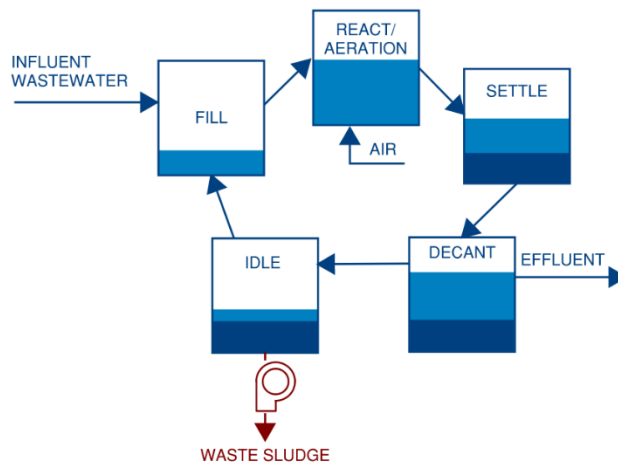 INFLUENT
WASTEWATER
FILL
REACT/
AERATION
AIR
SETTLE
DECANT
EFFLUENT
IDLE
WASTE SLUDGE